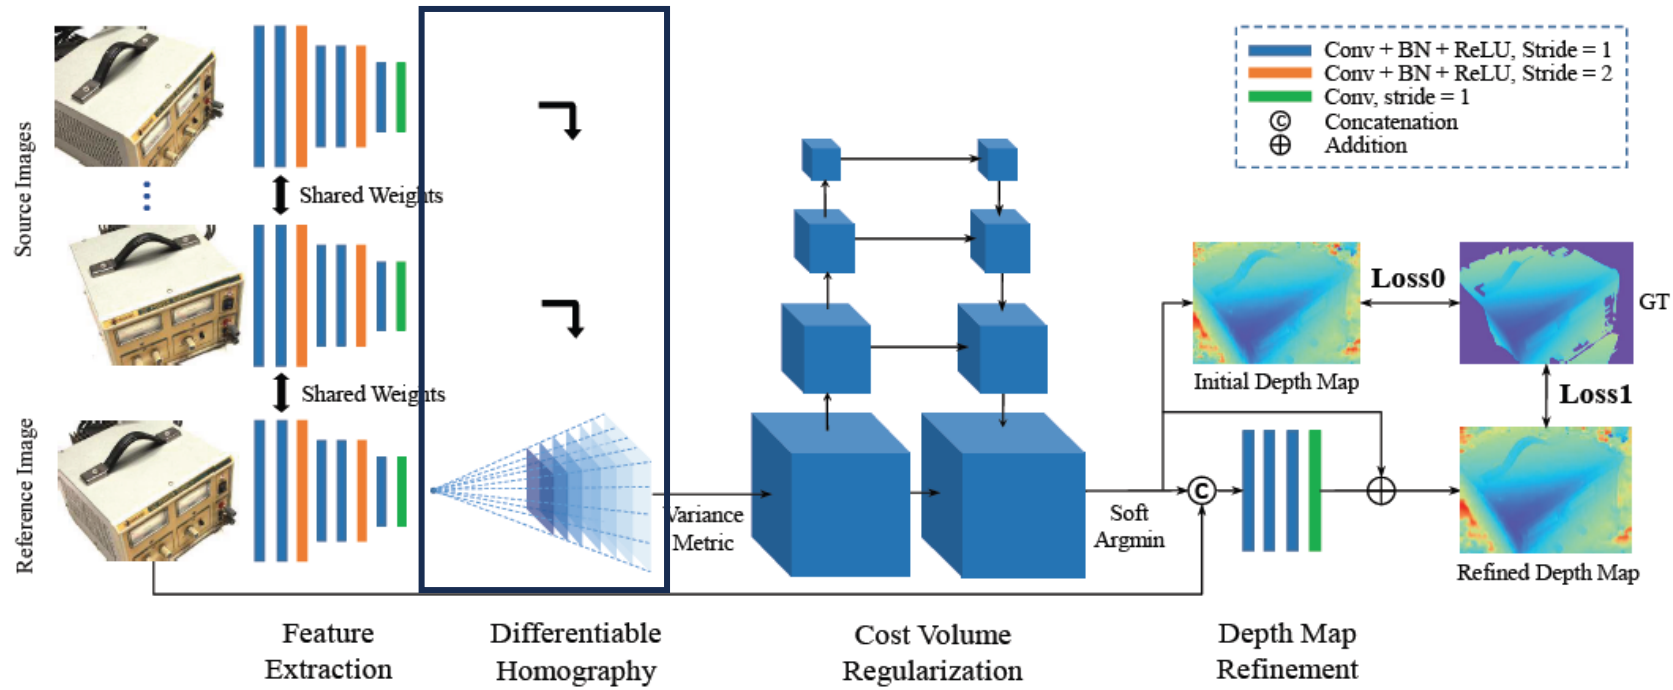 Source Images
Reference Image
Shared Weights
Shared Weights
Conv + BN + ReLU, Stride = 1
Conv + BN + ReLU, Stride = 2
Conv, stride = 1
C Concatenation
Addition
Variance
Metric
Soft
Argmin
C
Loss0
GT
Initial Depth Map
Loss1
Refined Depth Map
Feature
Extraction
Differentiable
Homography
Cost Volume
Regularization
Depth Map
Refinement